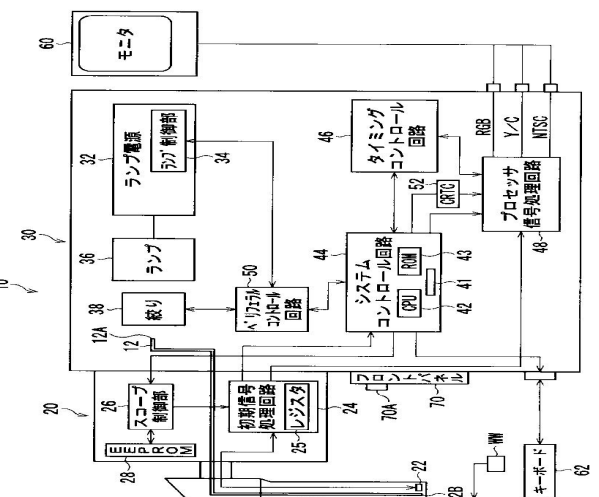 60
モニタ
30
10
32
ランプ電源
ランプ制御部
34
36
ランプ
38
絞り
12A
12
50
ペリフェラル
コントロール
回路
46
タイミング
コントロール
回路
RGB
Y/C
NTSC
52
CRTC
プロセッサ
信号処理回路
48
44
システム
コントロール回路
CPU
ROM
42
41
43
20
26
スコープ
制御部
EEPROM
28
初期信号
処理回路
レジスタ
25
24
フロントパネル
70A
70
22
2B
WW
キーボード
62